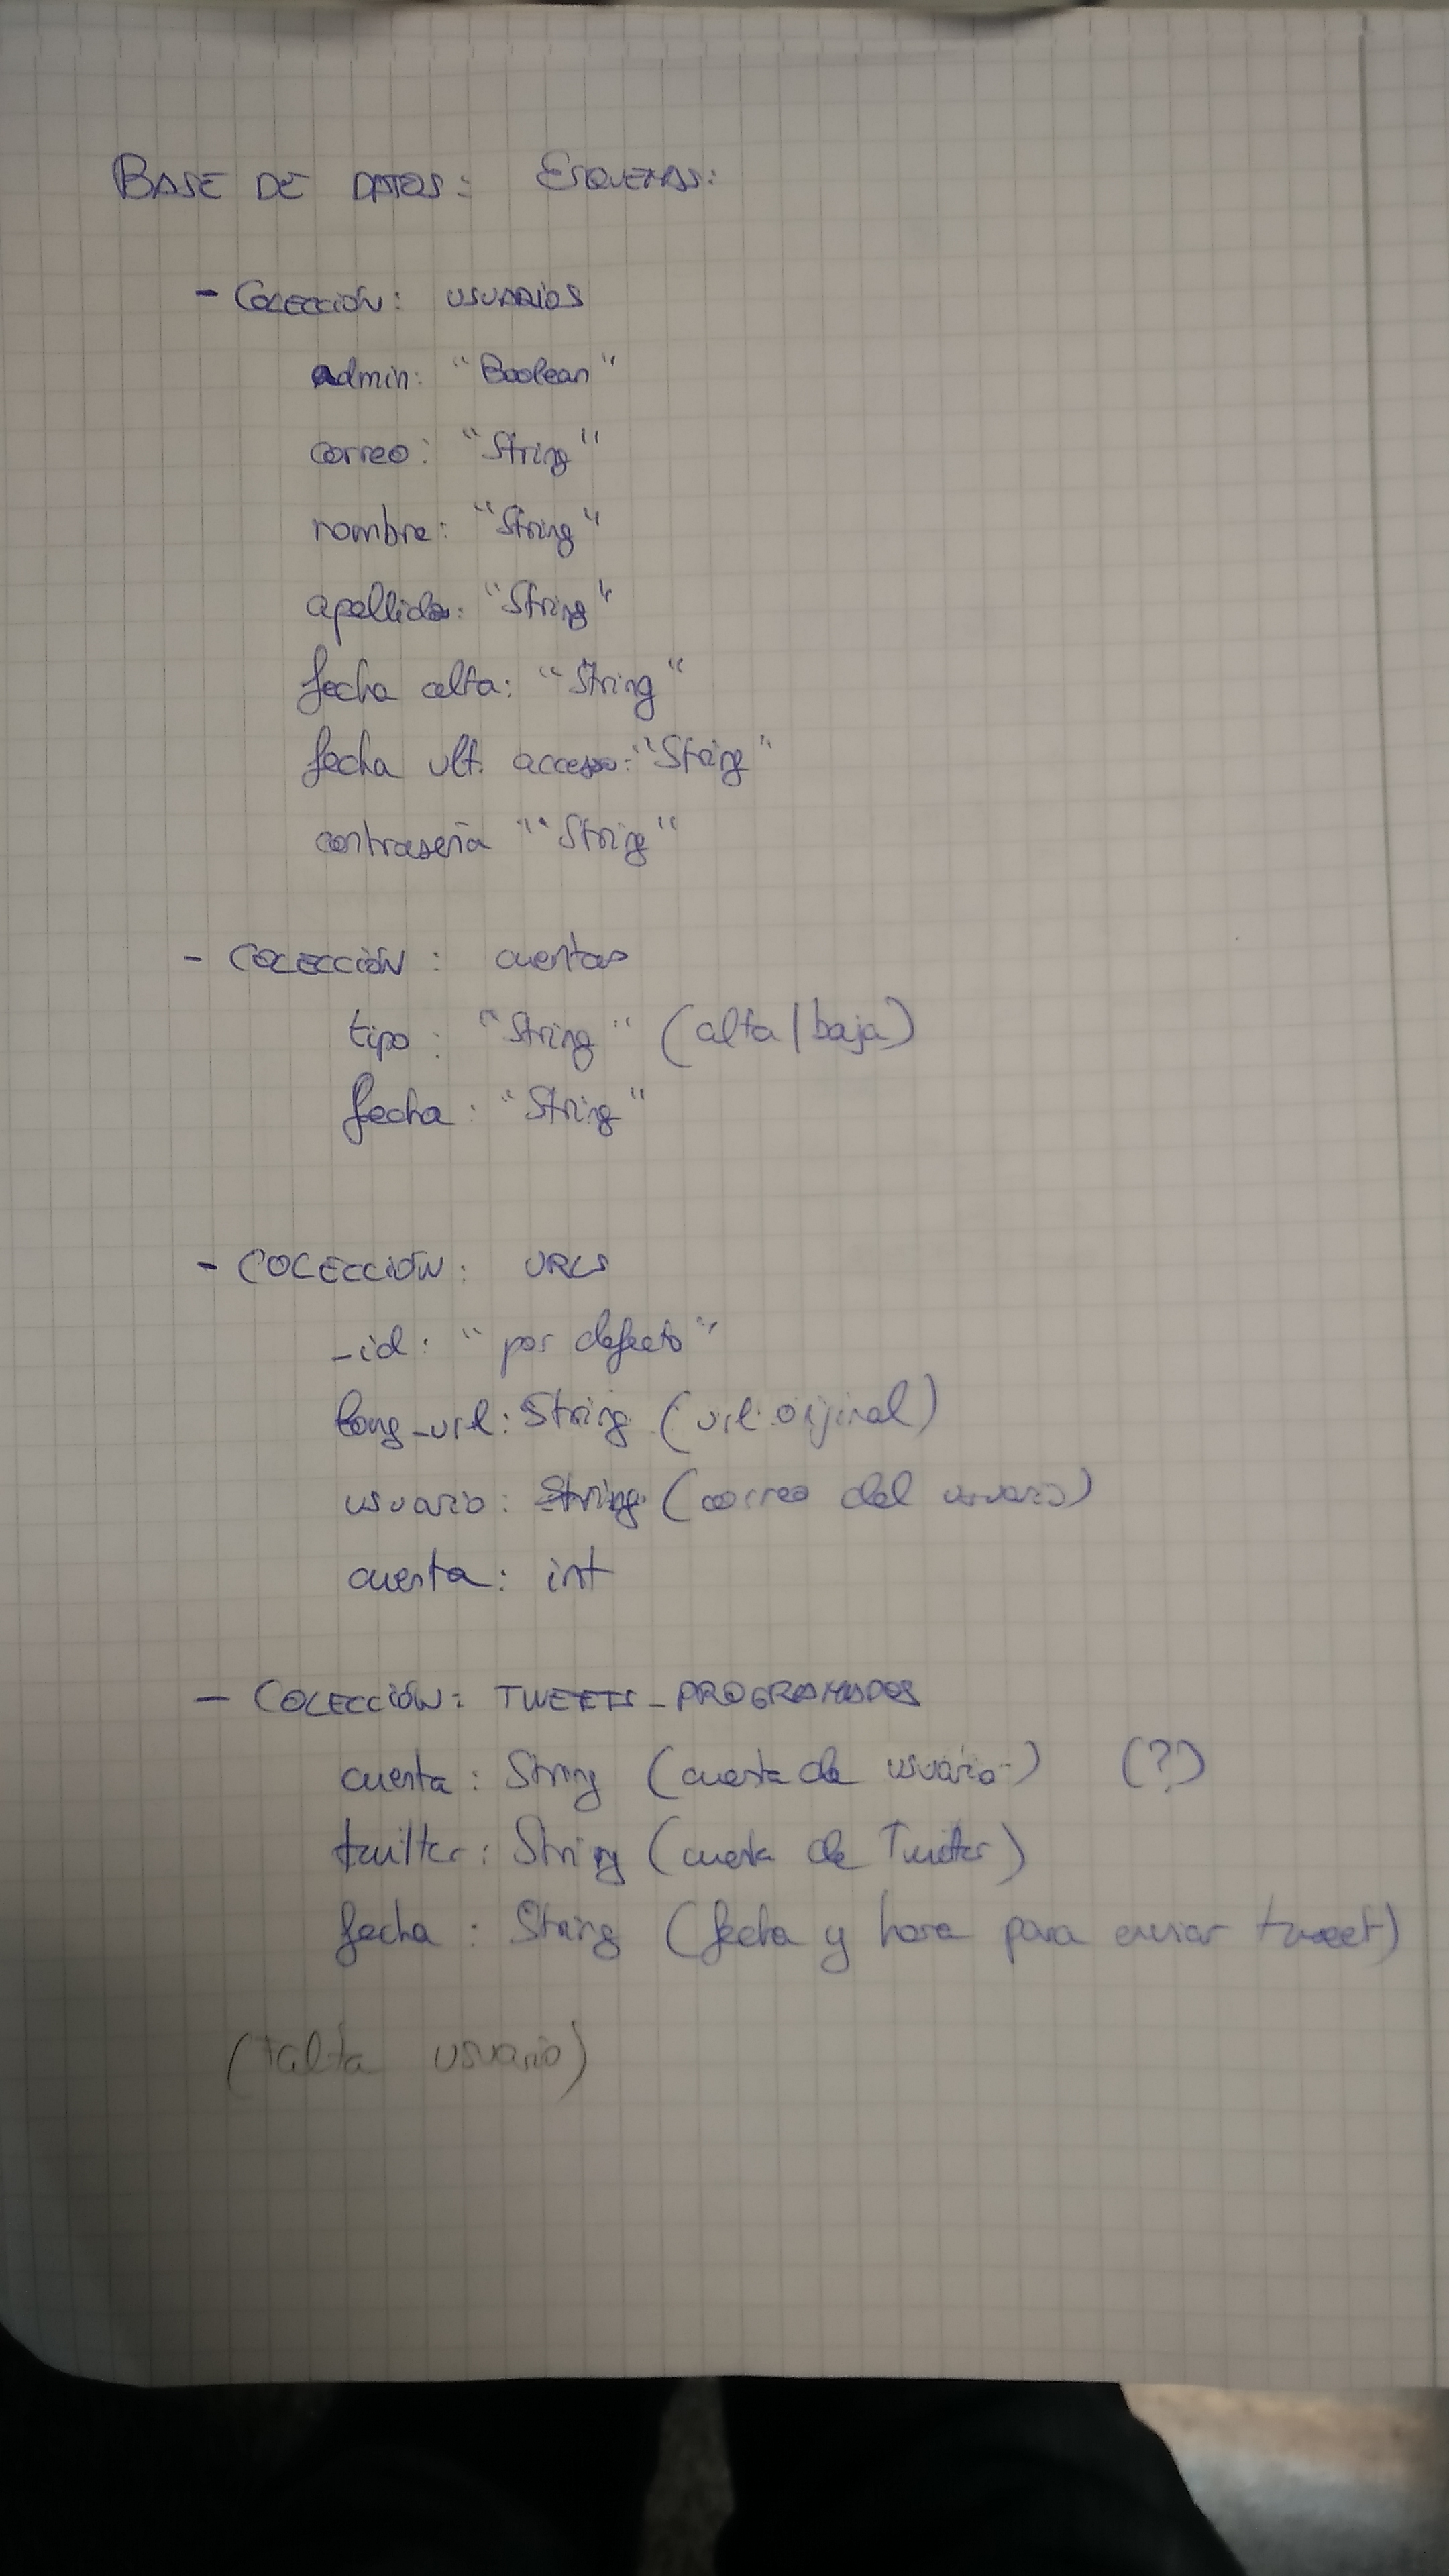 BASE DE DATOS: ESQUEMAS:
- COLECCIÓN: USUARIOS
admin: "Boolean"
correo: "String"
nombre: "String"
apellido: "String"
fecha alta: "String"
fecha ult. acceso: "String"
contraseña "" String"
- COLECCIÓN: cuentas
tipo: "String" (alta/baja)
fecha: "String"
- COLECCIÓN: URLS
_id: "por defecto"
long_url: String (url original)
usuario: String (correo del usuario)
cuenta: int
- COLECCIÓN: TWEETS_PROGRAMADOS
cuenta: String (cuenta de usuario) (?)
twitter: String (cuenta de Twitter)
fecha: String (fecha y hora para enviar tweet)
usuario)